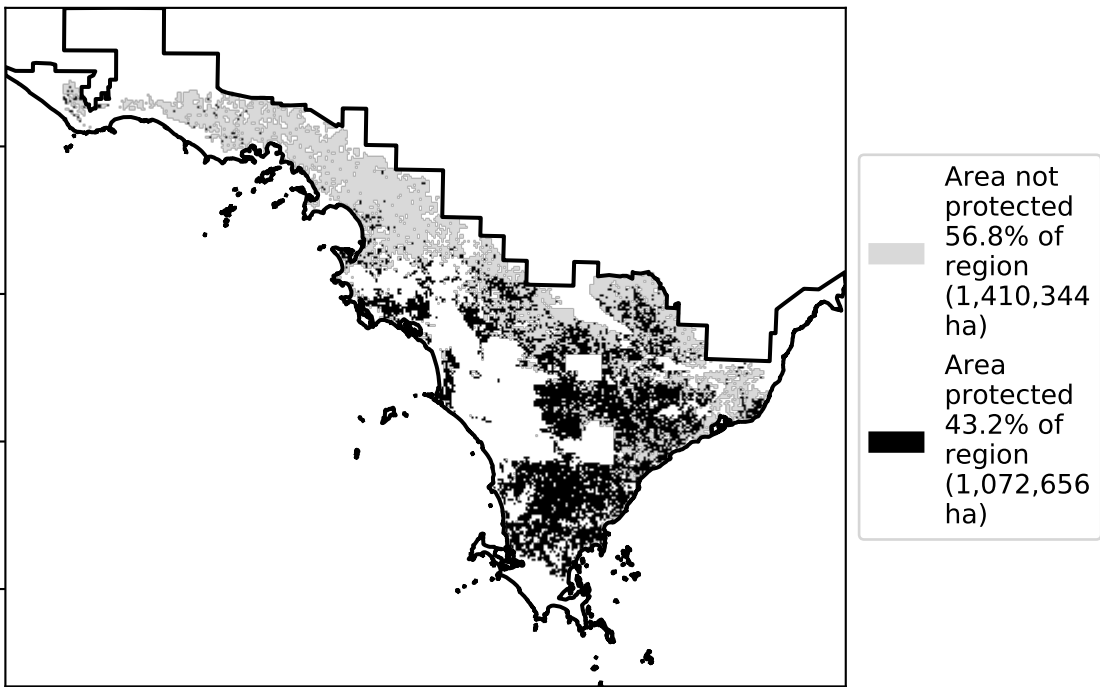 Area not
protected
56.8% of
region
(1,410,344
ha)
Area
protected
43.2% of
region
(1,072,656
ha)